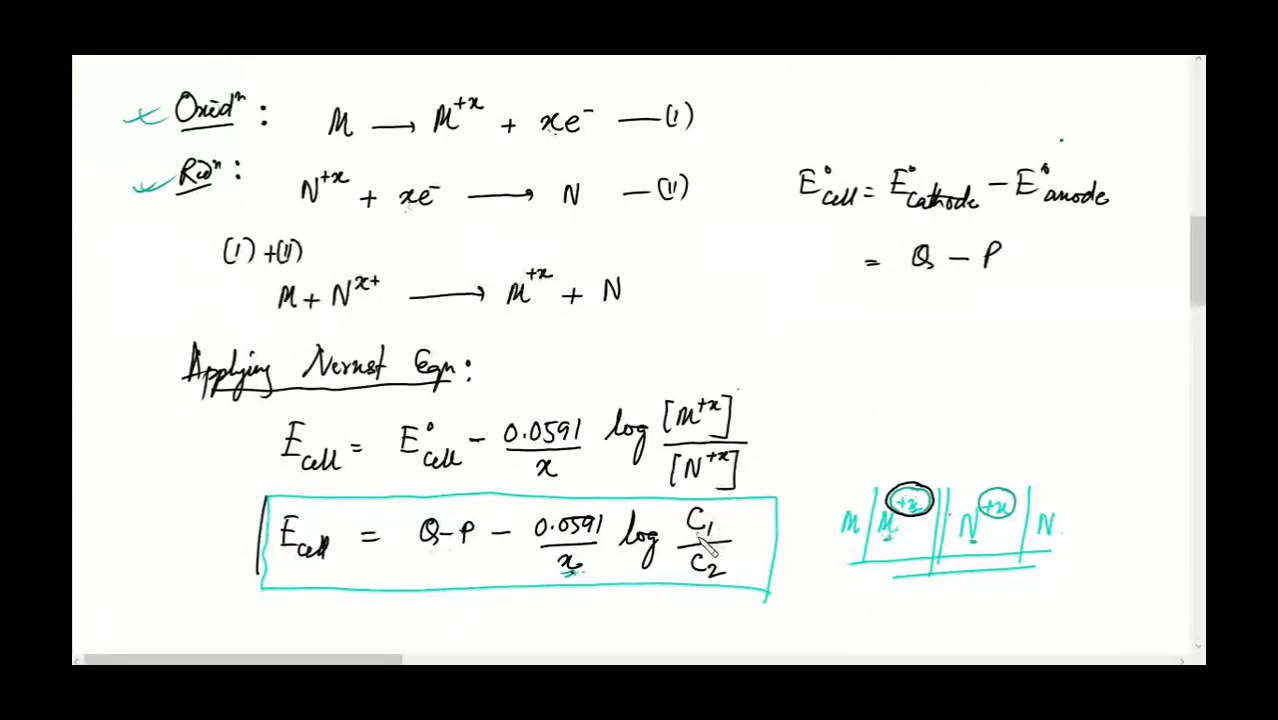 Oxidⁿ : M → M⁺ˣ + xe⁻ —(I)
Redⁿ : N⁺ˣ + xe⁻ → N —(II)
E°cell = E°cathode − E°anode
= Q − P
(I) + (II)
M + Nˣ⁺ → M⁺ˣ + N
Applying Nernst Eqn :
Ecell = E°cell − 0.0591/x log [M⁺ˣ]/[N⁺ˣ]
Ecell = Q−P − 0.0591/x log C₁/C₂
M | M⁺ˣ || N⁺ˣ | N